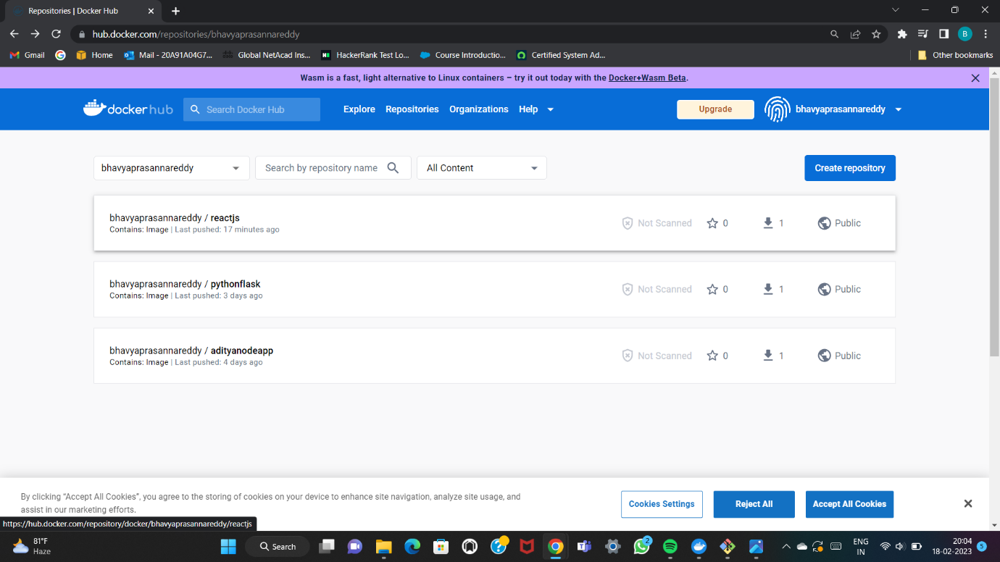 Repositories | Docker Hub
hub.docker.com/repositories/bhavyaprasannareddy
B
Gmail
Home
Mail - 20A91A04G7...
Global NetAcad Ins...
HackerRank Test Lo...
Course Introductio...
Certified System Ad...
Other bookmarks
Wasm is a fast, light alternative to Linux containers – try it out today with the Docker+Wasm Beta.
dockerhub
Search Docker Hub
Explore
Repositories
Organizations
Help
Upgrade
bhavyaprasannareddy
bhavyaprasannareddy
Search by repository name
All Content
Create repository
bhavyaprasannareddy / reactjs
Contains: Image | Last pushed: 17 minutes ago
Not Scanned
0
1
Public
bhavyaprasannareddy / pythonflask
Contains: Image | Last pushed: 3 days ago
Not Scanned
0
1
Public
bhavyaprasannareddy / adityanodeapp
Contains: Image | Last pushed: 4 days ago
Not Scanned
0
1
Public
By clicking “Accept All Cookies”, you agree to the storing of cookies on your device to enhance site navigation, analyze site usage, and
assist in our marketing efforts.
Cookies Settings
Reject All
Accept All Cookies
https://hub.docker.com/repository/docker/bhavyaprasannareddy/reactjs
81°F
Haze
Search
2
ENG
IN
20:04
18-02-2023
5